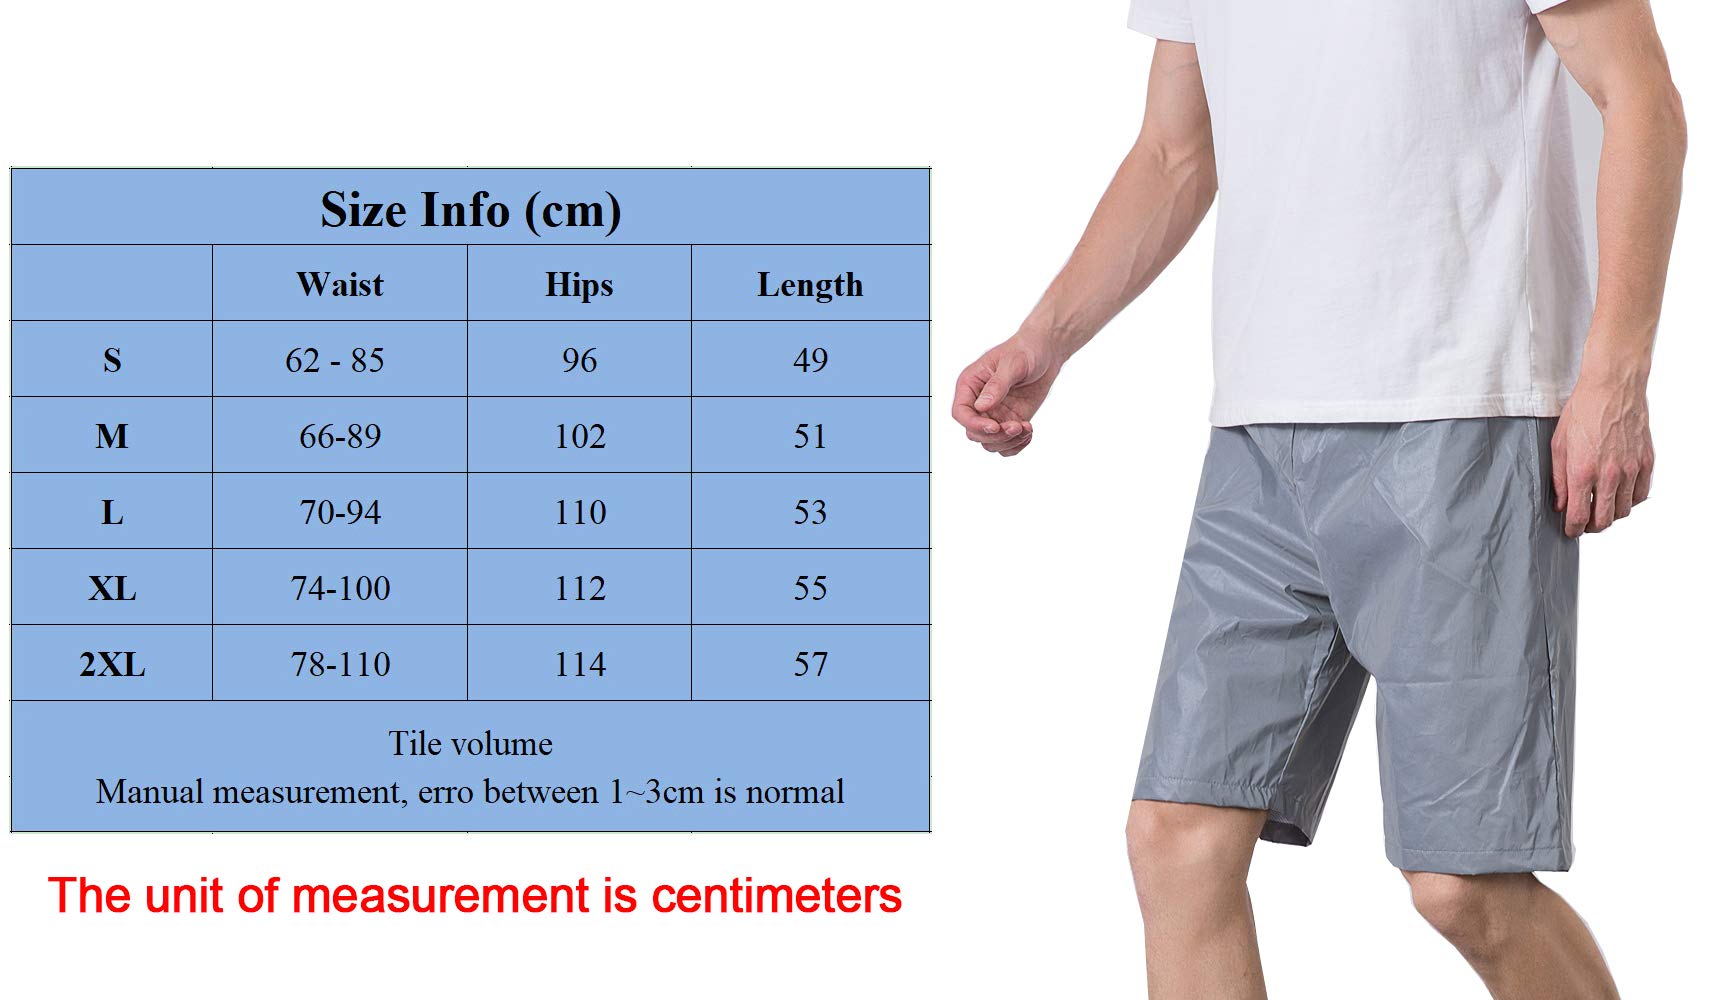 Size Info (cm)
Waist Hips Length
S 62 - 85 96 49
M 66-89 102 51
L 70-94 110 53
XL 74-100 112 55
2XL 78-110 114 57
Tile volume
Manual measurement, erro between 1~3cm is normal
The unit of measurement is centimeters